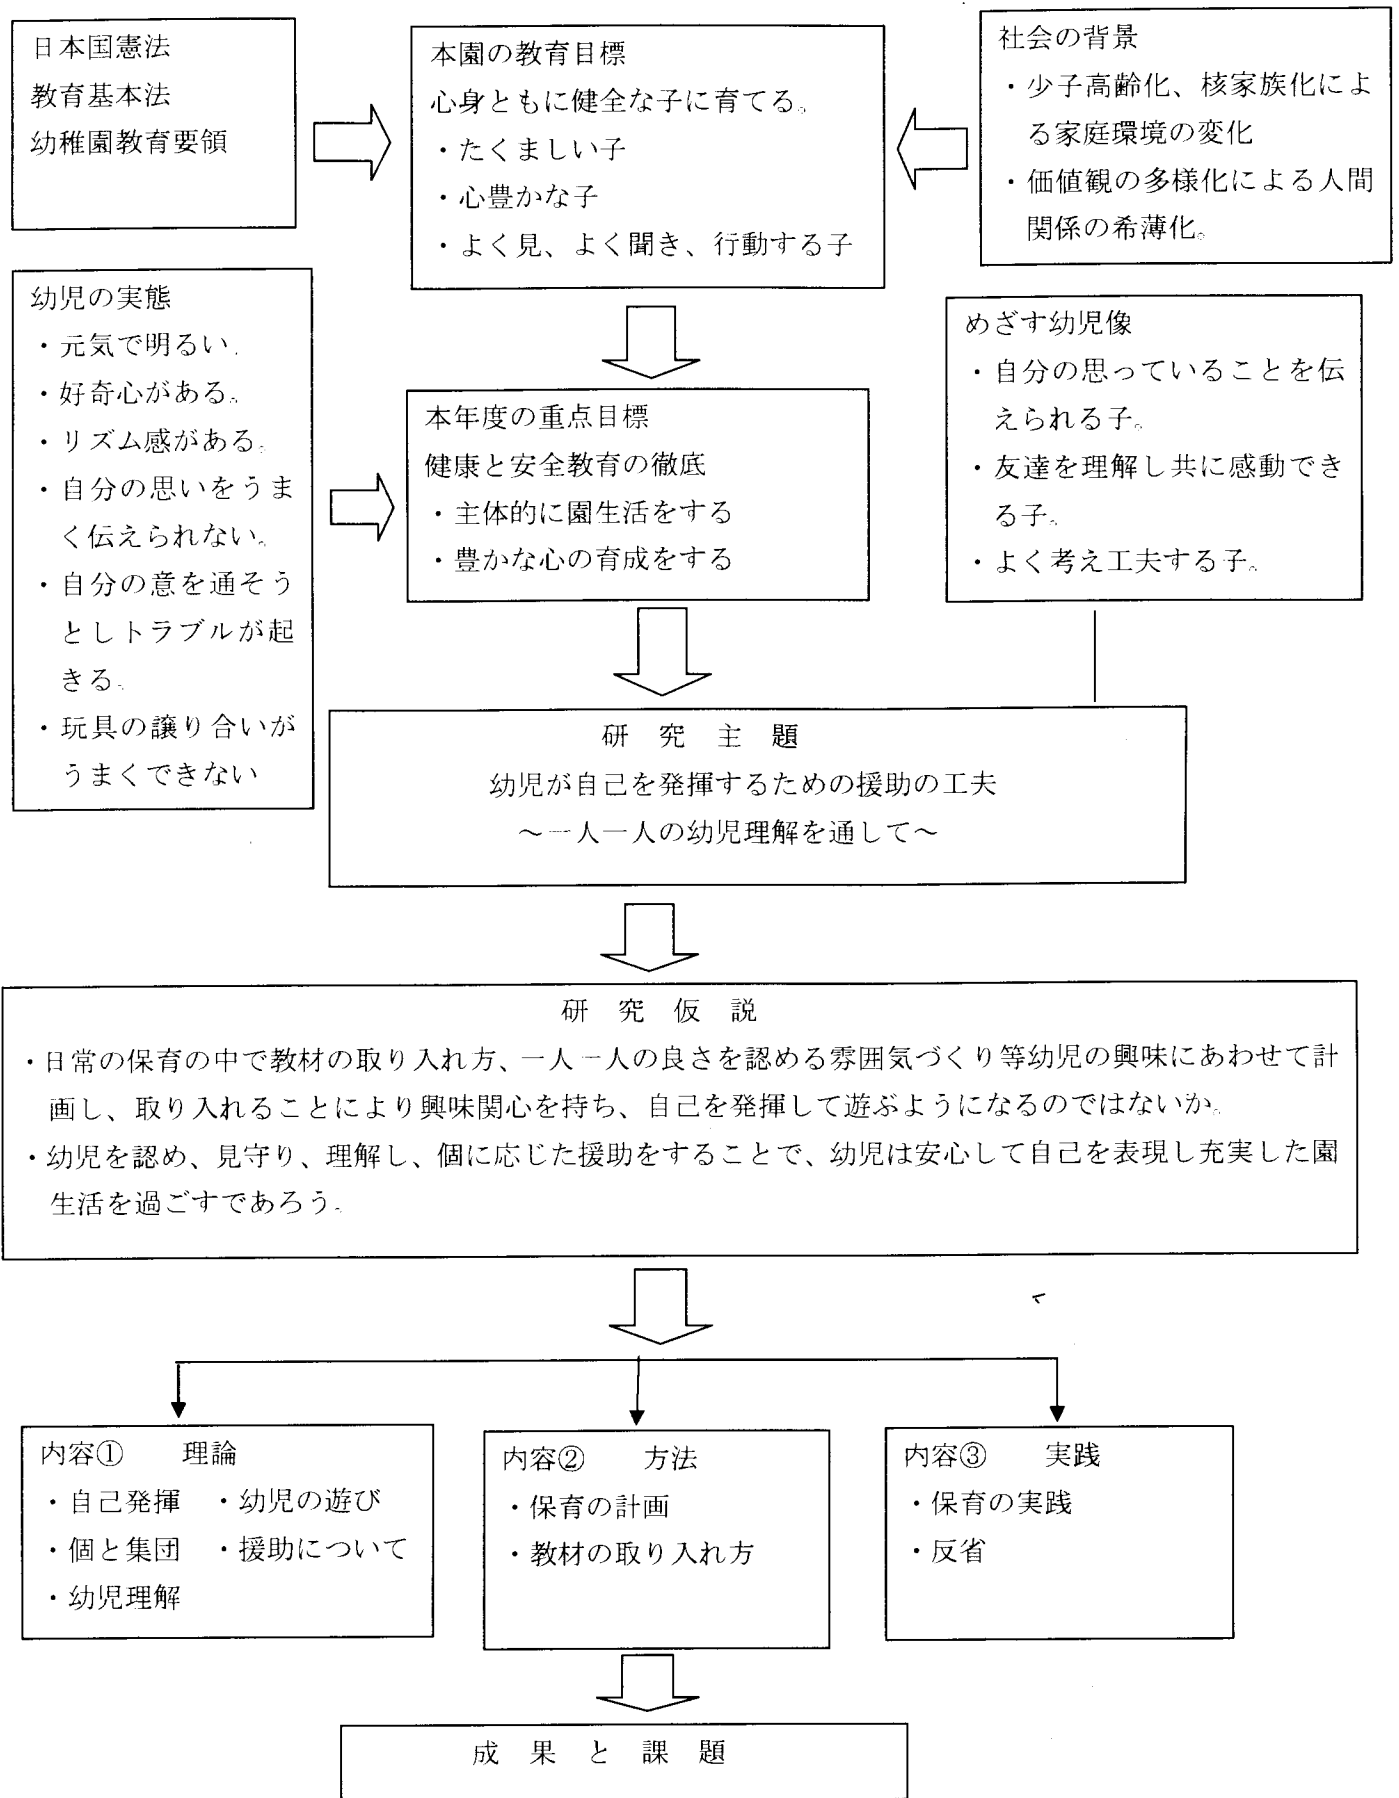 日本国憲法
教育基本法
幼稚園教育要領
本園の教育目標
心身ともに健全な子に育てる。
・たくましい子
・心豊かな子
・よく見、よく聞き、行動する子
社会の背景
・少子高齢化、核家族化によ
る家庭環境の変化
・価値観の多様化による人間
関係の希薄化。
幼児の実態
・元気で明るい.
・好奇心がある。
・リズム感がある。
・自分の思いをうま
く伝えられない。
・自分の意を通そう
としトラブルが起
きる。
・玩具の譲り合いが
うまくできない
本年度の重点目標
健康と安全教育の徹底
・主体的に園生活をする
・豊かな心の育成をする
めざす幼児像
・自分の思っていることを伝
えられる子。
・友達を理解し共に感動でき
る子。
・よく考え工夫する子。
研 究 主 題
幼児が自己を発揮するための援助の工夫
～一人一人の幼児理解を通して～
研 究 仮 説
・日常の保育の中で教材の取り入れ方、一人一人の良さを認める雰囲気づくり等幼児の興味にあわせて計
画し、取り入れることにより興味関心を持ち、自己を発揮して遊ぶようになるのではないか。
・幼児を認め、見守り、理解し、個に応じた援助をすることで、幼児は安心して自己を表現し充実した園
生活を過ごすであろう。
内容① 理論
・自己発揮 ・幼児の遊び
・個と集団 ・援助について
・幼児理解
内容② 方法
・保育の計画
・教材の取り入れ方
内容③ 実践
・保育の実践
・反省
成 果 と 課 題